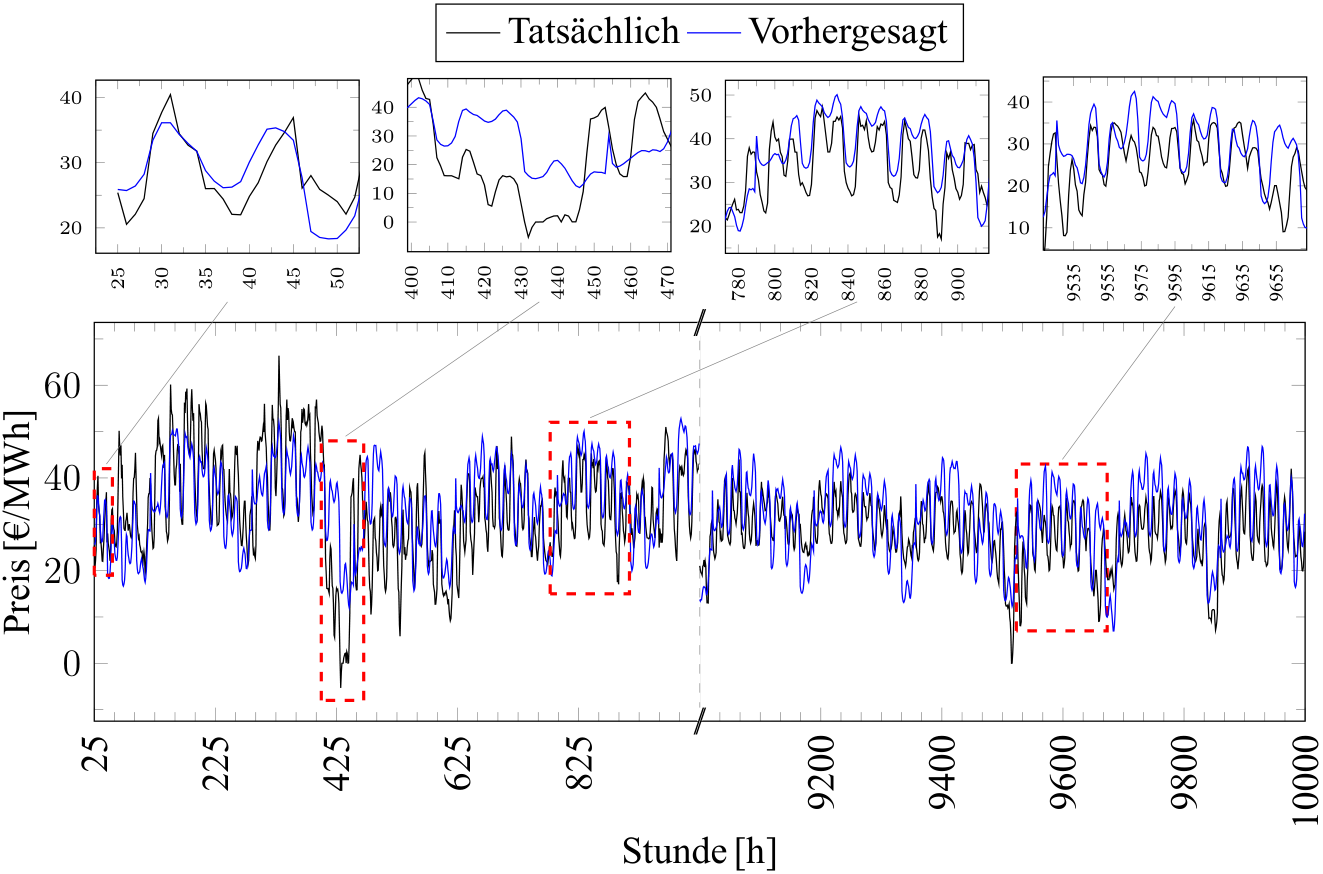 Tatsächlich Vorhergesagt
40
30
20
25 30 35 40 45 50
40
30
20
10
0
400 410 420 430 440 450 460 470
50
40
30
20
780 800 820 840 860 880 900
40
30
20
10
9535 9555 9575 9595 9615 9635 9655
Preis [€/MWh]
60
40
20
0
25 225 425 625 825 9200 9400 9600 9800 10000
Stunde [h]